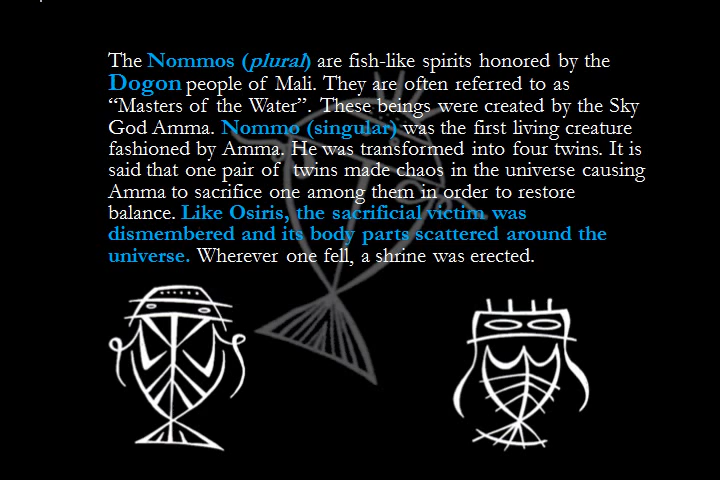 The Nommos (plural) are fish-like spirits honored by the
Dogon people of Mali. They are often referred to as
“Masters of the Water”. These beings were created by the Sky
God Amma. Nommo (singular) was the first living creature
fashioned by Amma. He was transformed into four twins. It is
said that one pair of twins made chaos in the universe causing
Amma to sacrifice one among them in order to restore
balance. Like Osiris, the sacrificial victim was
dismembered and its body parts scattered around the
universe. Wherever one fell, a shrine was erected.